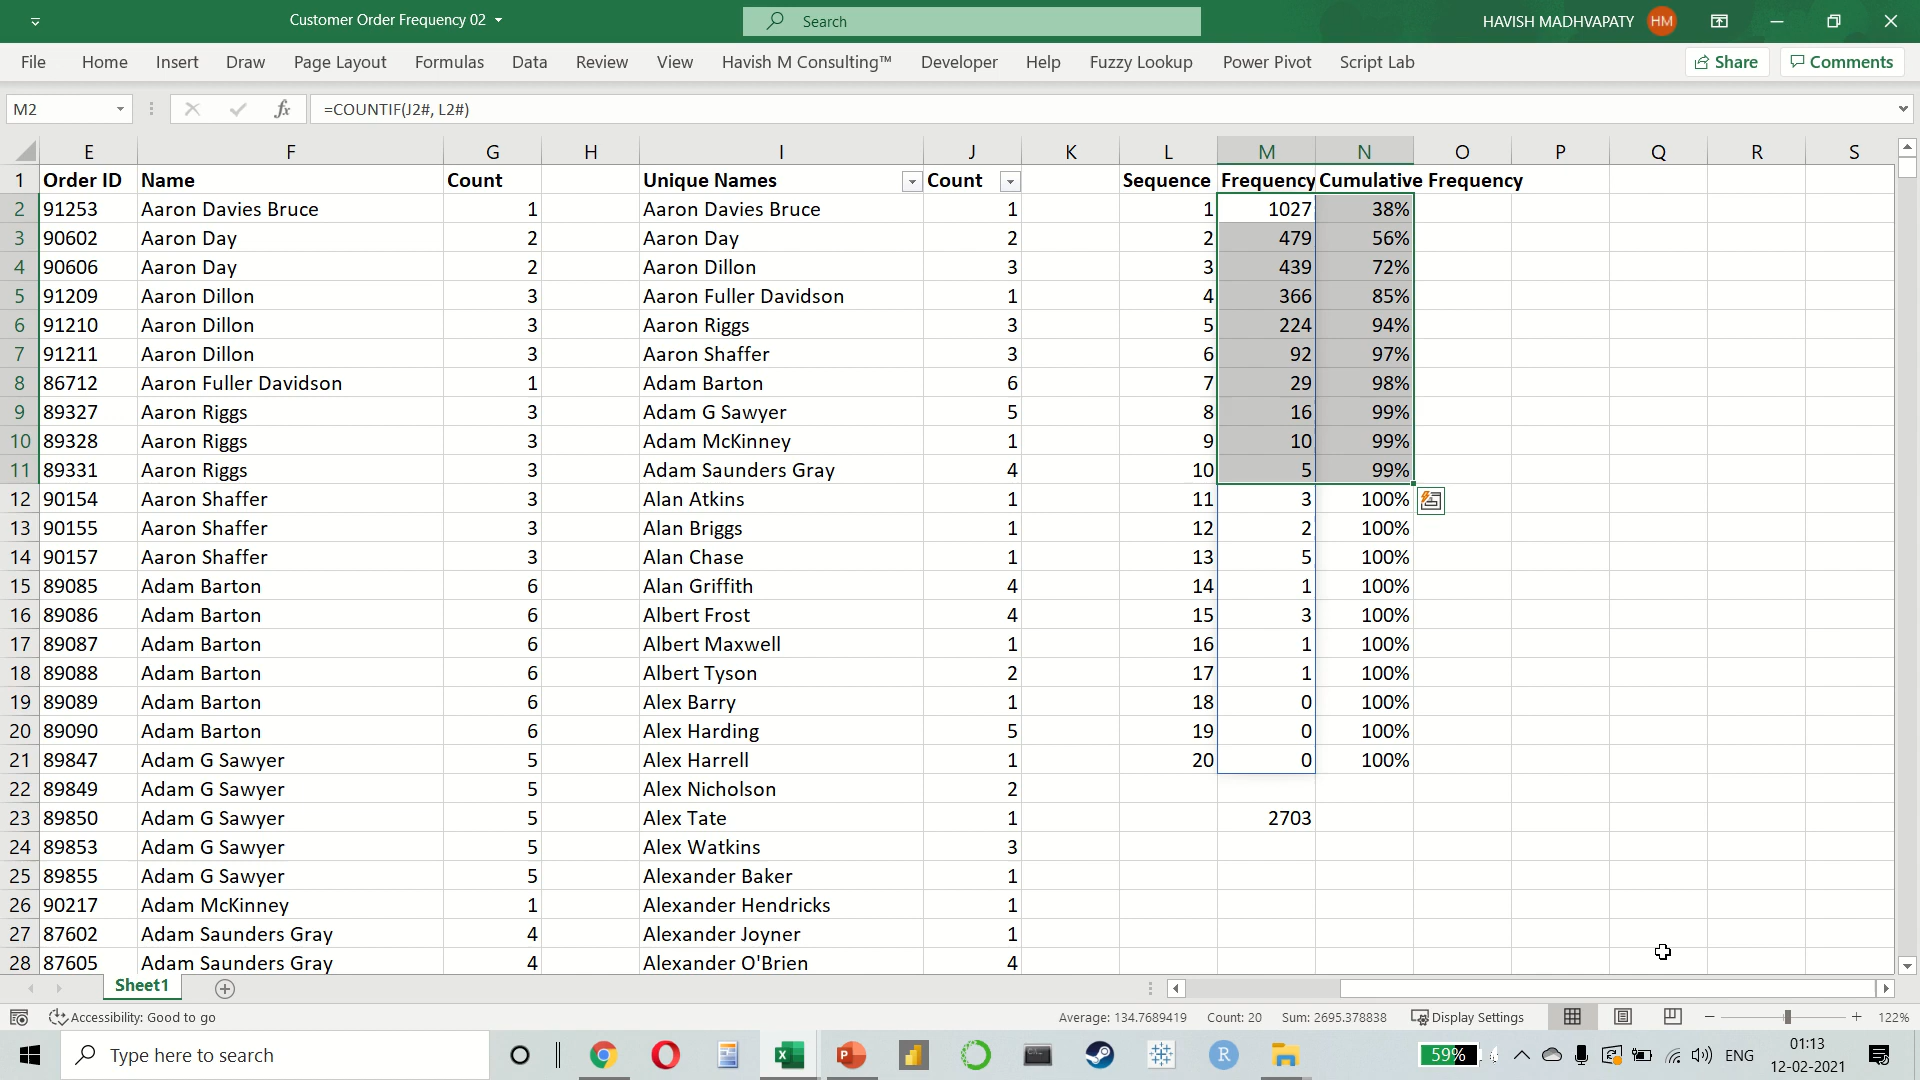 Customer Order Frequency 02
Search
HAVISH MADHVAPATY HM
File Home Insert Draw Page Layout Formulas Data Review View Havish M Consulting™ Developer Help Fuzzy Lookup Power Pivot Script Lab Share Comments
M2 fx =COUNTIF(J2#, L2#)
E F G H I J K L M N O P Q R S
1 Order ID Name Count Unique Names Count Sequence Frequency Cumulative Frequency
2 91253 Aaron Davies Bruce 1 Aaron Davies Bruce 1 1 1027 38%
3 90602 Aaron Day 2 Aaron Day 2 2 479 56%
4 90606 Aaron Day 2 Aaron Dillon 3 3 439 72%
5 91209 Aaron Dillon 3 Aaron Fuller Davidson 1 4 366 85%
6 91210 Aaron Dillon 3 Aaron Riggs 3 5 224 94%
7 91211 Aaron Dillon 3 Aaron Shaffer 3 6 92 97%
8 86712 Aaron Fuller Davidson 1 Adam Barton 6 7 29 98%
9 89327 Aaron Riggs 3 Adam G Sawyer 5 8 16 99%
10 89328 Aaron Riggs 3 Adam McKinney 1 9 10 99%
11 89331 Aaron Riggs 3 Adam Saunders Gray 4 10 5 99%
12 90154 Aaron Shaffer 3 Alan Atkins 1 11 3 100%
13 90155 Aaron Shaffer 3 Alan Briggs 1 12 2 100%
14 90157 Aaron Shaffer 3 Alan Chase 1 13 5 100%
15 89085 Adam Barton 6 Alan Griffith 4 14 1 100%
16 89086 Adam Barton 6 Albert Frost 4 15 3 100%
17 89087 Adam Barton 6 Albert Maxwell 1 16 1 100%
18 89088 Adam Barton 6 Albert Tyson 2 17 1 100%
19 89089 Adam Barton 6 Alex Barry 1 18 0 100%
20 89090 Adam Barton 6 Alex Harding 5 19 0 100%
21 89847 Adam G Sawyer 5 Alex Harrell 1 20 0 100%
22 89849 Adam G Sawyer 5 Alex Nicholson 2
23 89850 Adam G Sawyer 5 Alex Tate 1 2703
24 89853 Adam G Sawyer 5 Alex Watkins 3
25 89855 Adam G Sawyer 5 Alexander Baker 1
26 90217 Adam McKinney 1 Alexander Hendricks 1
27 87602 Adam Saunders Gray 4 Alexander Joyner 1
28 87605 Adam Saunders Gray 4 Alexander O'Brien 4
Sheet1
Accessibility: Good to go Average: 134.7689419 Count: 20 Sum: 2695.378838 Display Settings 122%
Type here to search 59% ENG 01:13
12-02-2021